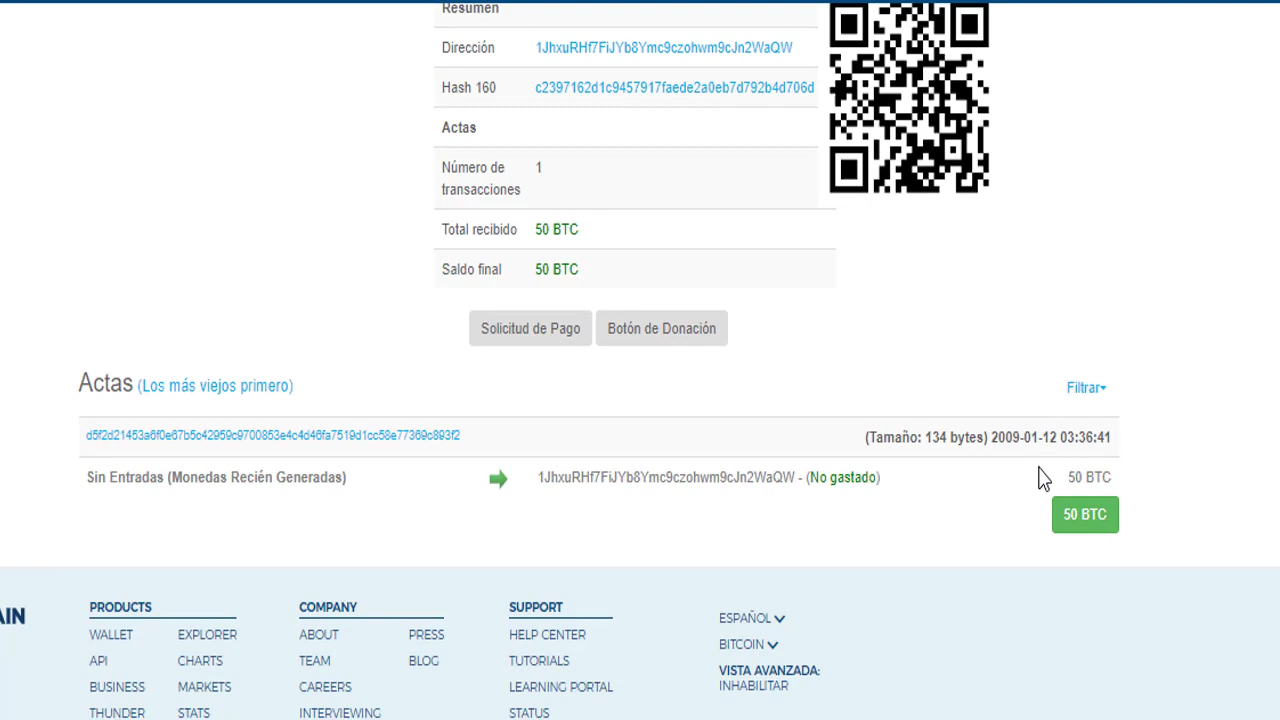 Resumen
Dirección 1JhxuRHf7FiJYb8Ymc9czohwm9cJn2WaQW
Hash 160 c2397162d1c9457917faede2a0eb7d792b4d706d
Actas
Número de transacciones 1
Total recibido 50 BTC
Saldo final 50 BTC
Solicitud de Pago Botón de Donación
Actas (Los más viejos primero) Filtrar
d5f2d21453a6f0e67b5c42959c9700853e4c4d46fa7519d1cc58e77369c893f2 (Tamaño: 134 bytes) 2009-01-12 03:36:41
Sin Entradas (Monedas Recién Generadas) 1JhxuRHf7FiJYb8Ymc9czohwm9cJn2WaQW - (No gastado) 50 BTC
50 BTC
AIN
PRODUCTS COMPANY SUPPORT
ESPAÑOL
WALLET EXPLORER ABOUT PRESS HELP CENTER
BITCOIN
API CHARTS TEAM BLOG TUTORIALS
VISTA AVANZADA:
INHABILITAR
BUSINESS MARKETS CAREERS LEARNING PORTAL
THUNDER STATS INTERVIEWING STATUS